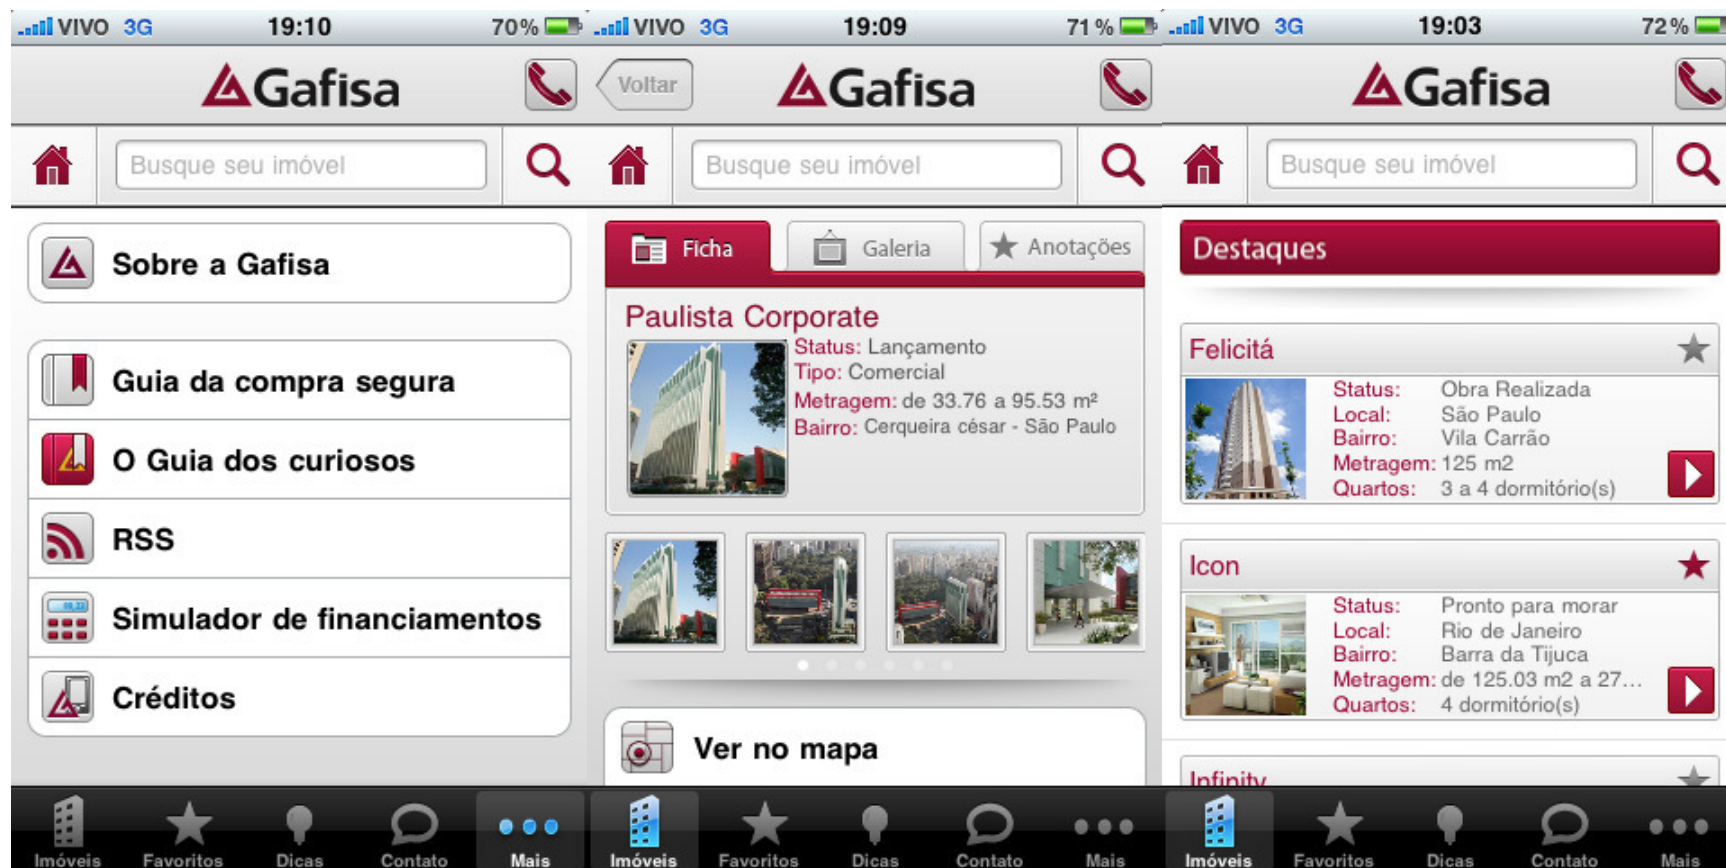 VIVO 3G 19:10 70%
Gafisa
Busque seu imóvel
Sobre a Gafisa
Guia da compra segura
O Guia dos curiosos
RSS
Simulador de financiamentos
Créditos
Imóveis Favoritos Dicas Contato Mais
VIVO 3G 19:09 71%
Voltar Gafisa
Busque seu imóvel
Ficha Galeria Anotações
Paulista Corporate
Status: Lançamento
Tipo: Comercial
Metragem: de 33.76 a 95.53 m²
Bairro: Cerqueira césar - São Paulo
Ver no mapa
Imóveis Favoritos Dicas Contato Mais
VIVO 3G 19:03 72%
Gafisa
Busque seu imóvel
Destaques
Felicitá
Status: Obra Realizada
Local: São Paulo
Bairro: Vila Carrão
Metragem: 125 m2
Quartos: 3 a 4 dormitório(s)
Icon
Status: Pronto para morar
Local: Rio de Janeiro
Bairro: Barra da Tijuca
Metragem: de 125.03 m2 a 27...
Quartos: 4 dormitório(s)
Infinity
Imóveis Favoritos Dicas Contato Mais